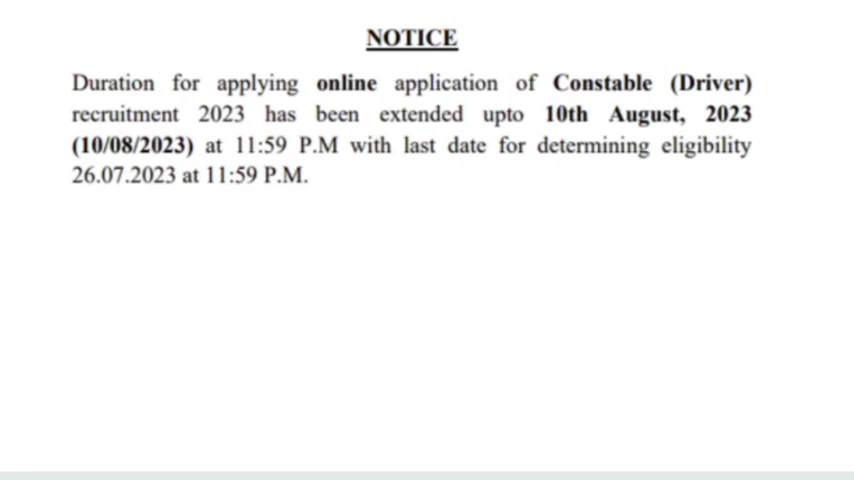 NOTICE
Duration for applying online application of Constable (Driver)
recruitment 2023 has been extended upto 10th August, 2023
(10/08/2023) at 11:59 P.M with last date for determining eligibility
26.07.2023 at 11:59 P.M.